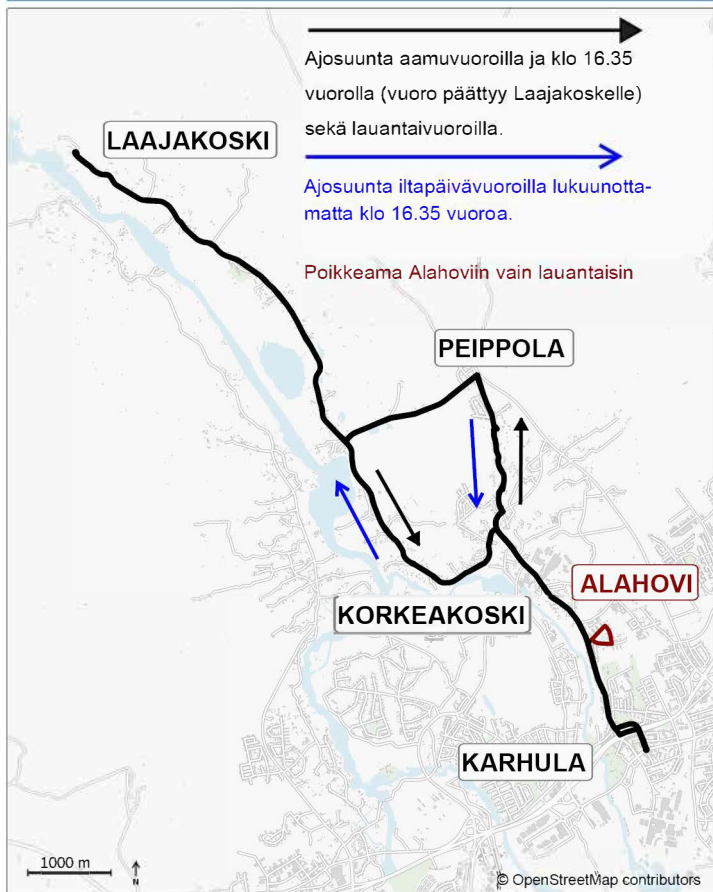 Ajosuunta aamuvuoroilla ja klo 16.35
vuorolla (vuoro päättyy Laajakoskelle)
sekä lauantaivuoroilla.
LAAJAKOSKI
Ajosuunta iltapäivävuoroilla lukuunotta-
matta klo 16.35 vuoroa.
Poikkeama Alahoviin vain lauantaisin
PEIPPOLA
ALAHOVI
KORKEAKOSKI
KARHULA
1000 m
N
© OpenStreetMap contributors